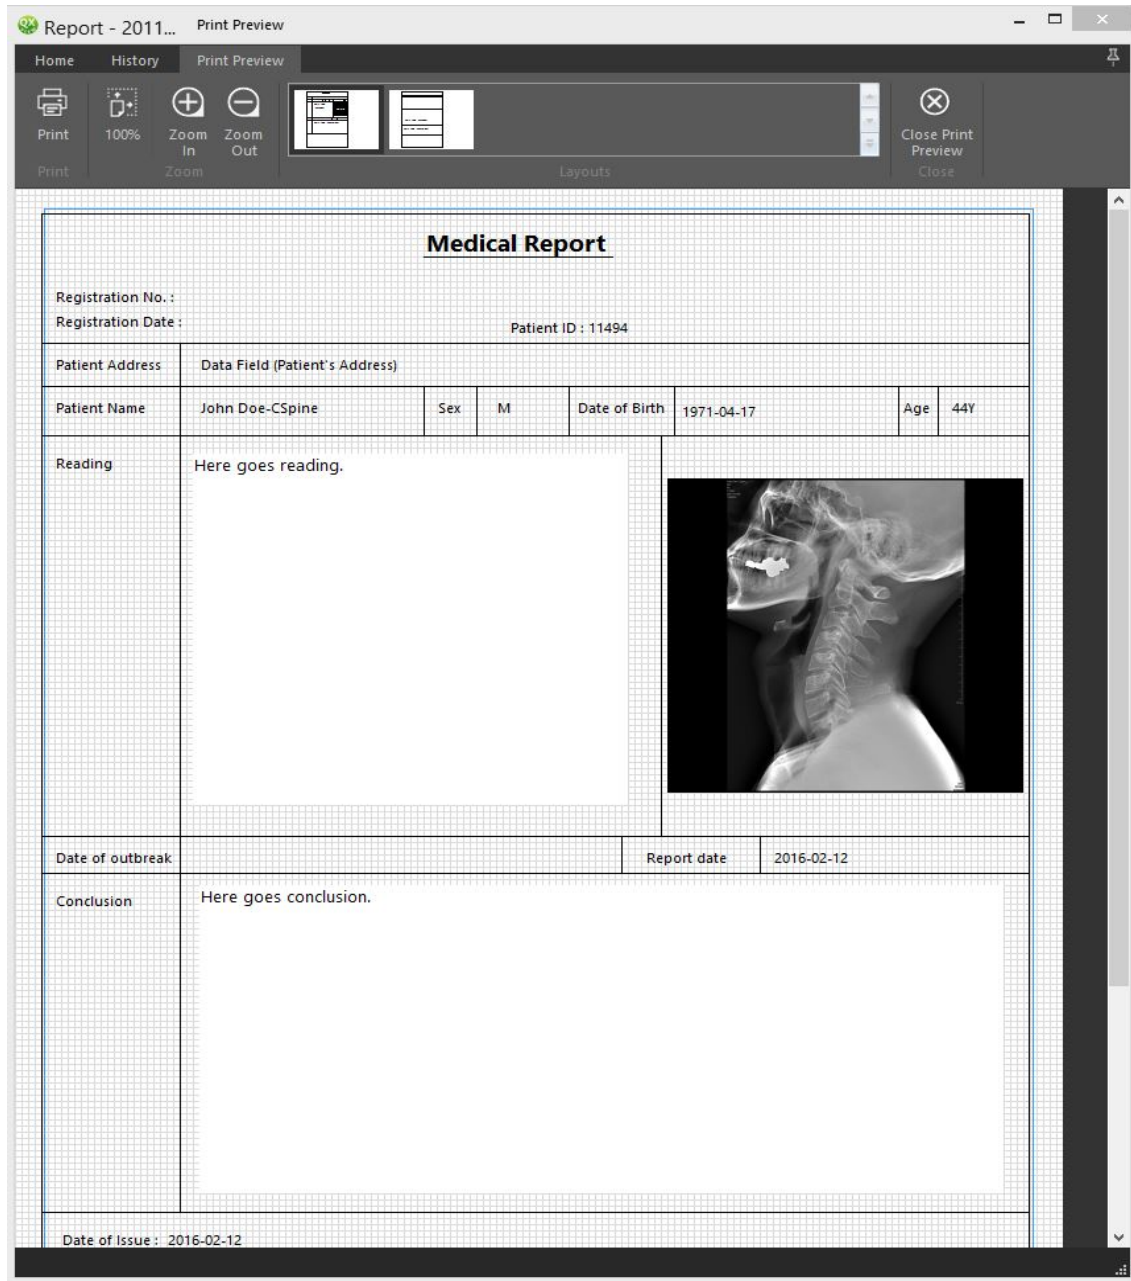 Report - 2011... Print Preview
Home History Print Preview
Print 100% Zoom In Zoom Out Close Print Preview
Print Zoom Layouts Close
Medical Report
Registration No. :
Registration Date :
Patient ID : 11494
Patient Address Data Field (Patient's Address)
Patient Name John Doe-CSpine Sex M Date of Birth 1971-04-17 Age 44Y
Reading Here goes reading.
Date of outbreak Report date 2016-02-12
Conclusion Here goes conclusion.
Date of Issue : 2016-02-12